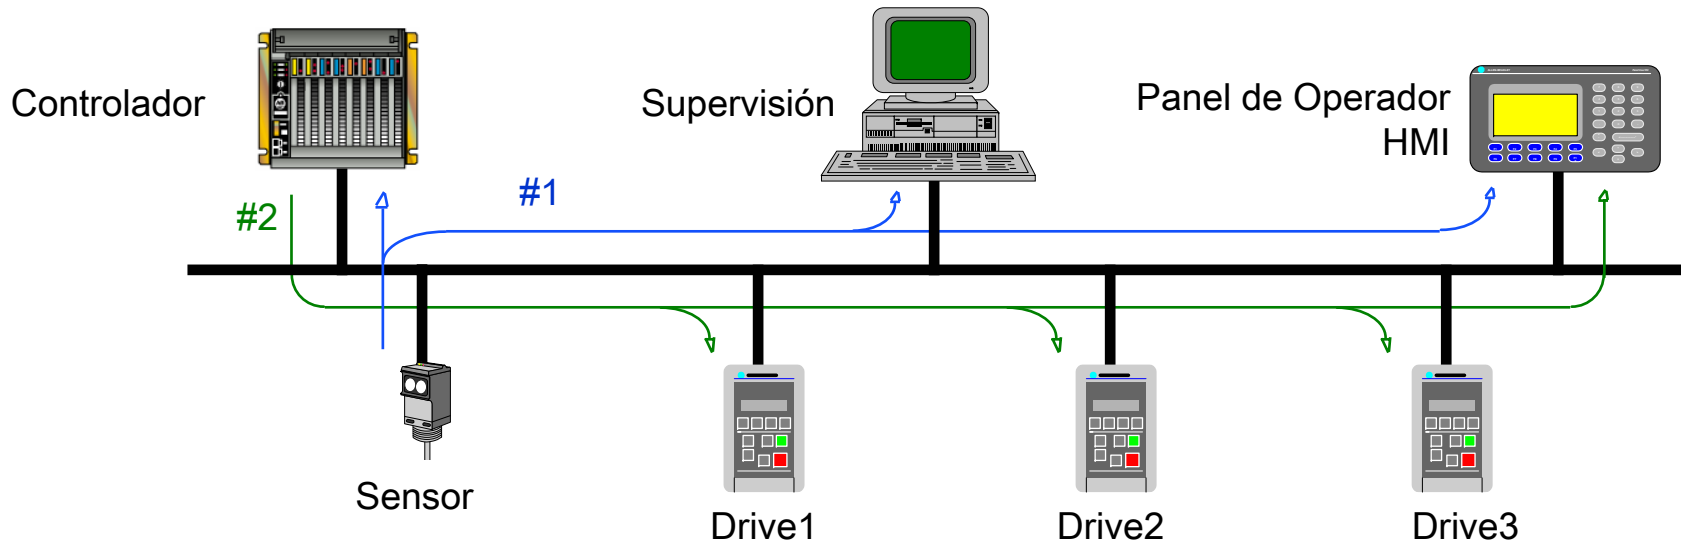 Controlador
Supervisión
Panel de Operador
HMI
#1
#2
Sensor
Drive1
Drive2
Drive3